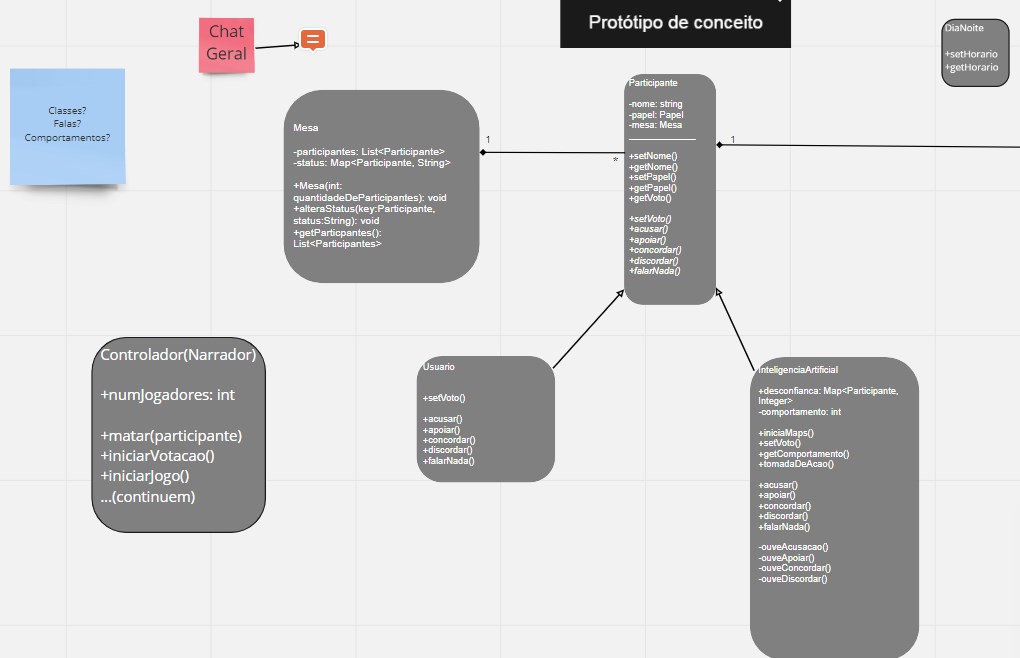 Protótipo de conceito
Chat
Geral
Classes?
Falas?
Comportamentos?
DiaNoite
+setHorario
+getHorario
Mesa
-participantes: List<Participante>
-status: Map<Participante, String>
+Mesa(int:
quantidadeDeParticipantes): void
+alteraStatus(key:Participante,
status:String): void
+getParticpantes():
List<Participantes>
1
*
Participante
-nome: string
-papel: Papel
-mesa: Mesa
+setNome()
+getNome()
+setPapel()
+getPapel()
+getVoto()
+setVoto()
+acusar()
+apoiar()
+concordar()
+discordar()
+falarNada()
1
Controlador(Narrador)
+numJogadores: int
+matar(participante)
+iniciarVotacao()
+iniciarJogo()
...(continuem)
Usuario
+setVoto()
+acusar()
+apoiar()
+concordar()
+discordar()
+falarNada()
InteligenciaArtificial
+desconfianca: Map<Participante,
Integer>
-comportamento: int
+iniciaMaps()
+setVoto()
+getComportamento()
+tomadaDeAcao()
+acusar()
+apoiar()
+concordar()
+discordar()
+falarNada()
-ouveAcusacao()
-ouveApoiar()
-ouveConcordar()
-ouveDiscordar()